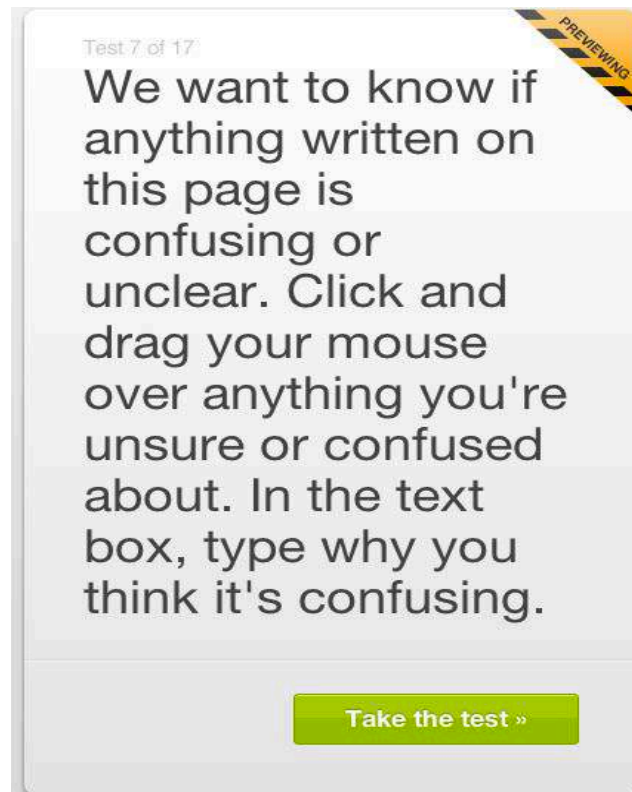 Test 7 of 17
PREVIEWING
We want to know if
anything written on
this page is
confusing or
unclear. Click and
drag your mouse
over anything you're
unsure or confused
about. In the text
box, type why you
think it's confusing.
Take the test »